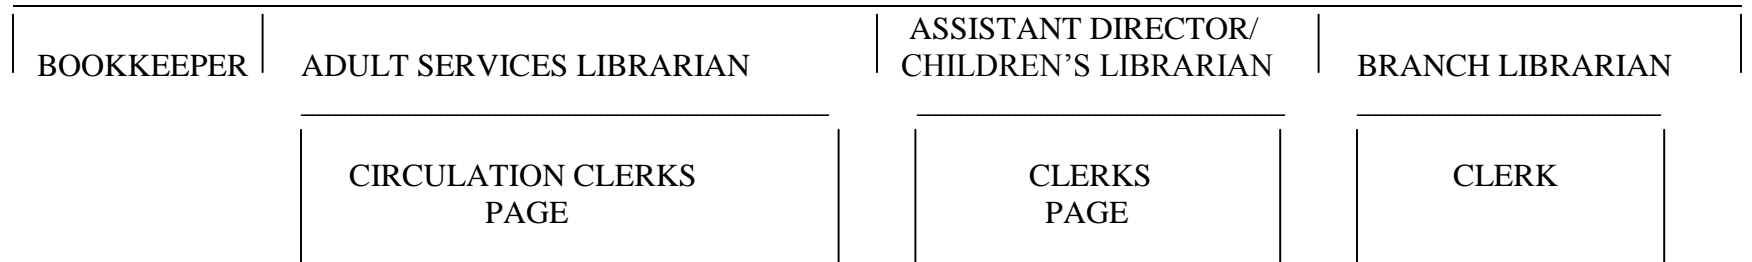 ASSISTANT DIRECTOR/
BOOKKEEPER ADULT SERVICES LIBRARIAN CHILDREN’S LIBRARIAN BRANCH LIBRARIAN
CIRCULATION CLERKS CLERKS CLERK
PAGE PAGE